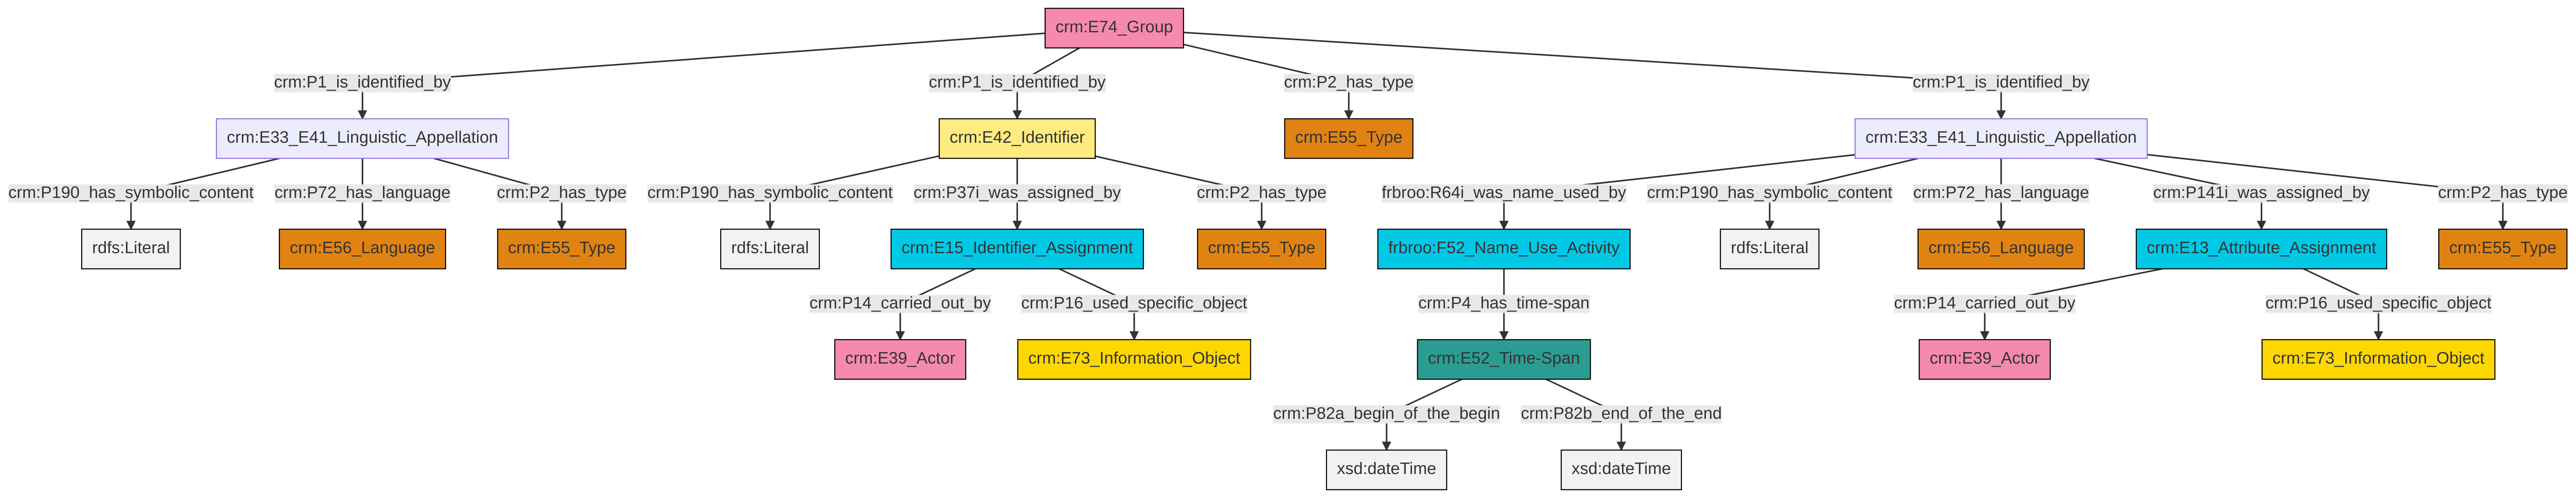 crm:E74_Group
crm:P1_is_identified_by
crm:P1_is_identified_by
crm:P2_has_type
crm:P1_is_identified_by
crm:E33_E41_Linguistic_Appellation
crm:E42_Identifier
crm:E55_Type
crm:E33_E41_Linguistic_Appellation
crm:P190_has_symbolic_content
crm:P72_has_language
crm:P2_has_type
crm:P190_has_symbolic_content
crm:P37i_was_assigned_by
crm:P2_has_type
frbroo:R64i_was_name_used_by
crm:P190_has_symbolic_content
crm:P72_has_language
crm:P141i_was_assigned_by
crm:P2_has_type
rdfs:Literal
crm:E56_Language
crm:E55_Type
rdfs:Literal
crm:E15_Identifier_Assignment
crm:E55_Type
frbroo:F52_Name_Use_Activity
rdfs:Literal
crm:E56_Language
crm:E13_Attribute_Assignment
crm:E55_Type
crm:P14_carried_out_by
crm:P16_used_specific_object
crm:P4_has_time-span
crm:P14_carried_out_by
crm:P16_used_specific_object
crm:E39_Actor
crm:E73_Information_Object
crm:E52_Time-Span
crm:E39_Actor
crm:E73_Information_Object
crm:P82a_begin_of_the_begin
crm:P82b_end_of_the_end
xsd:dateTime
xsd:dateTime